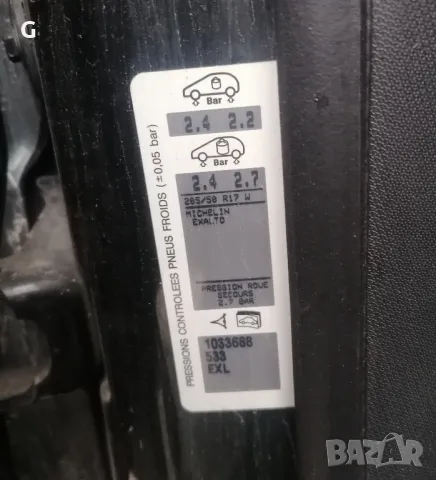 G
PRESSIONS CONTROLEES PNEUS FROIDS (±0,05 bar)
Bar
2.4 2.2
Bar
2.4 2.7
205/50 R17 W
MICHELIN
EXALTO
PRESSION ROUE
SECOURS
2.7 BAR
1033688
533
EXL
bazar.bg